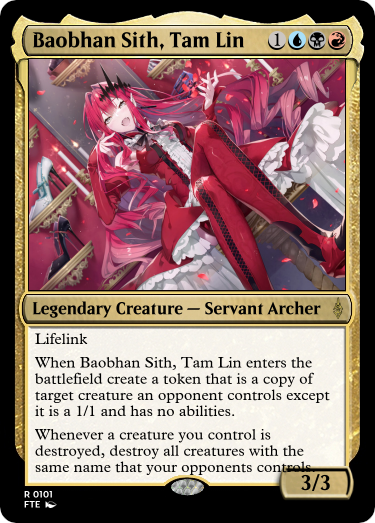 Baobhan Sith, Tam Lin 1
Legendary Creature — Servant Archer
Lifelink
When Baobhan Sith, Tam Lin enters the
battlefield create a token that is a copy of
target creature an opponent controls except
it is a 1/1 and has no abilities.
Whenever a creature you control is
destroyed, destroy all creatures with the
same name that your opponents controls.
3/3
R 0101
FTE